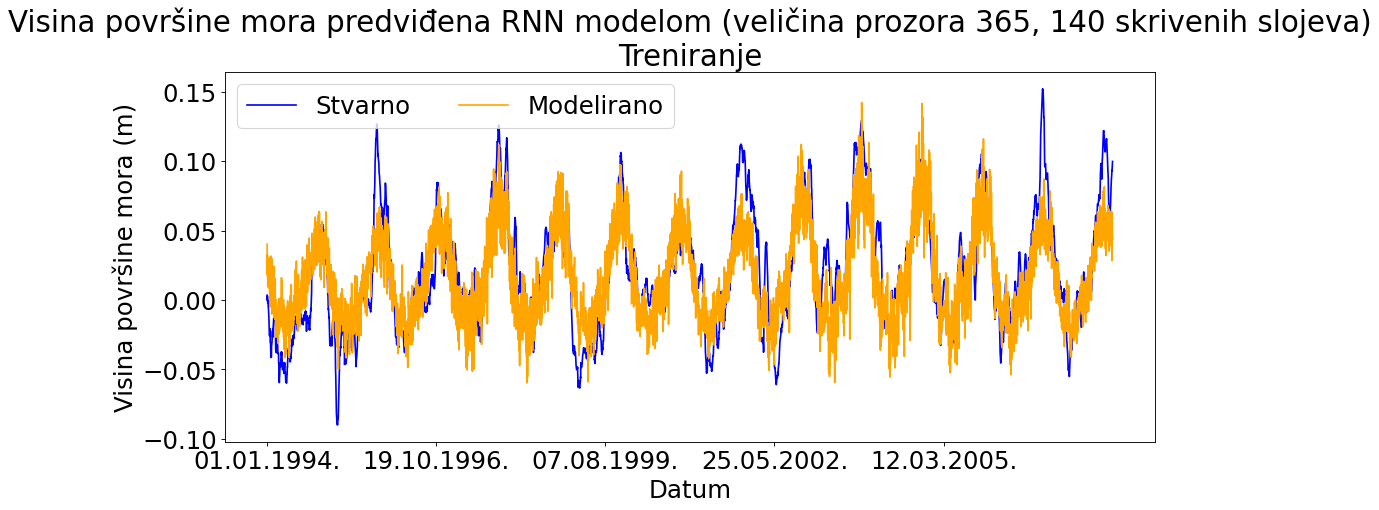 Visina površine mora predviđena RNN modelom (veličina prozora 365, 140 skrivenih slojeva)
Treniranje
Stvarno Modelirano
Visina površine mora (m)
0.15
0.10
0.05
0.00
−0.05
−0.10
01.01.1994. 19.10.1996. 07.08.1999. 25.05.2002. 12.03.2005.
Datum